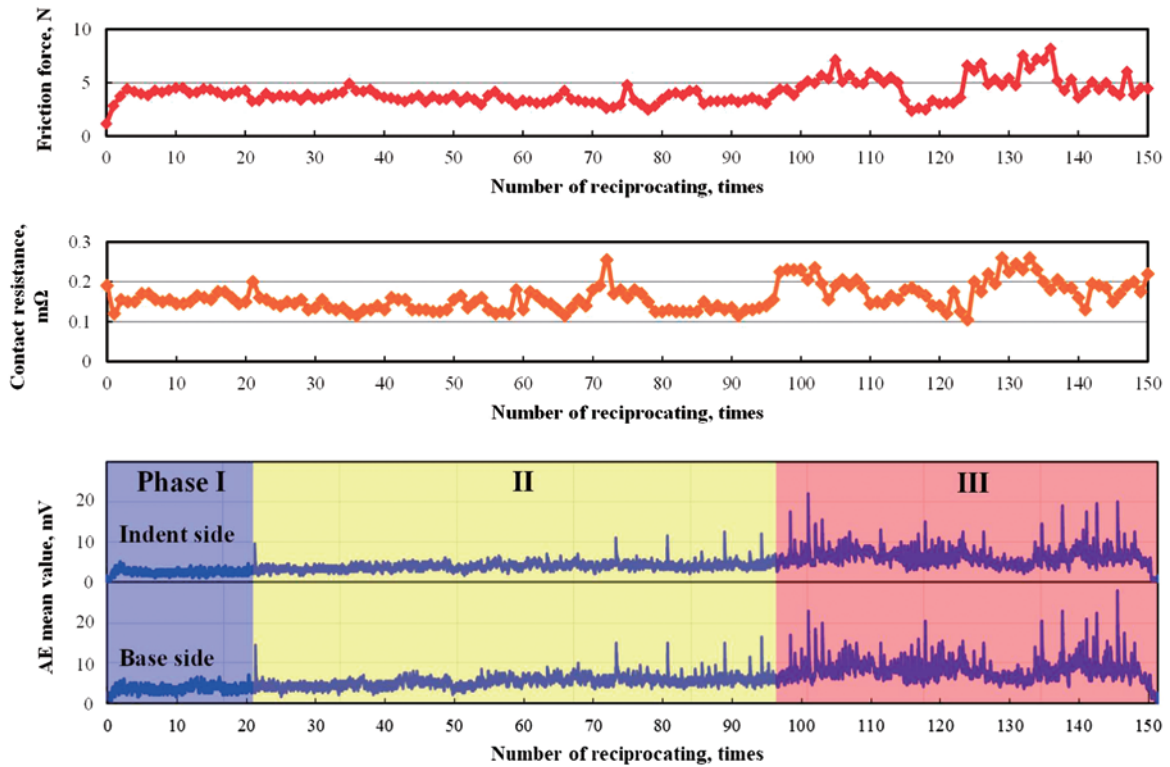 Friction force, N
10
5
0
0 10 20 30 40 50 60 70 80 90 100 110 120 130 140 150
Number of reciprocating, times
Contact resistance,
mΩ
0.3
0.2
0.1
0
0 10 20 30 40 50 60 70 80 90 100 110 120 130 140 150
Number of reciprocating, times
AE mean value, mV
Phase I II III
20
Indent side
10
0
20
Base side
10
0
0 10 20 30 40 50 60 70 80 90 100 110 120 130 140 150
Number of reciprocating, times